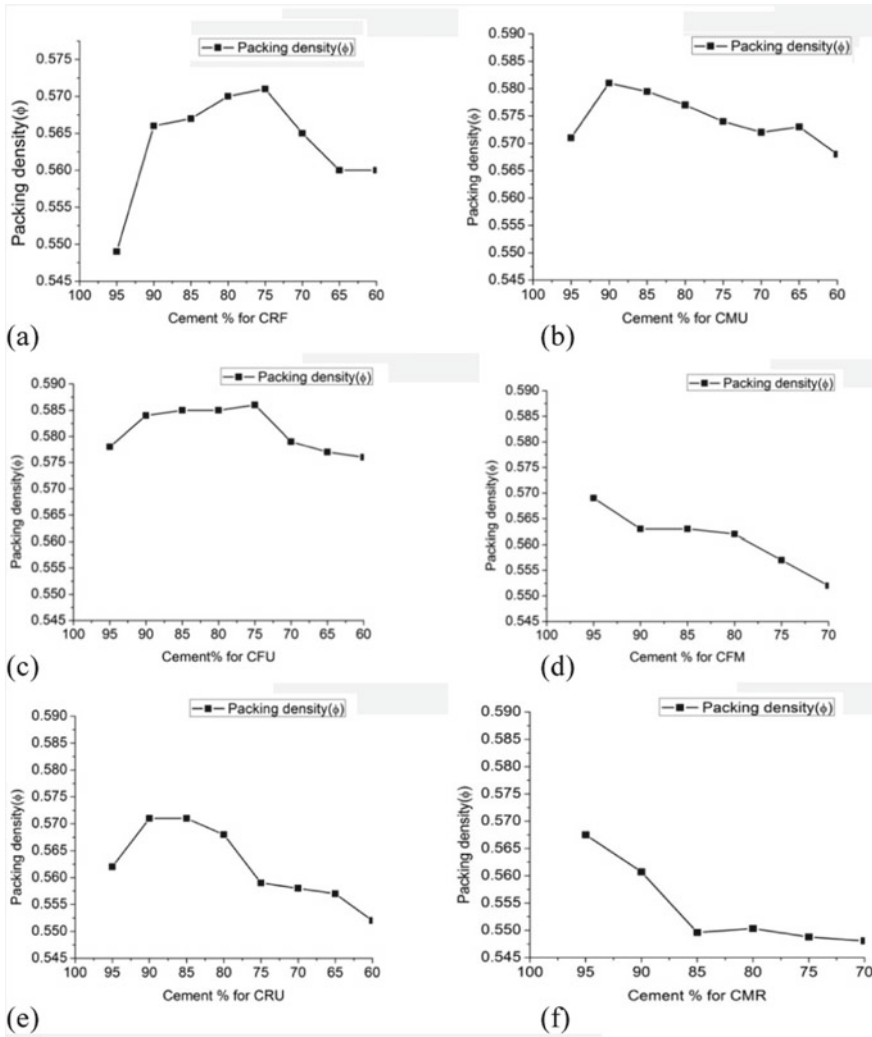 Packing density(ϕ)
Packing density(ϕ)
0.575
0.570
0.565
0.560
0.555
0.550
0.545
100 95 90 85 80 75 70 65 60
Cement % for CRF
(a)
Packing density(ϕ)
Packing density(ϕ)
0.590
0.585
0.580
0.575
0.570
0.565
0.560
0.555
0.550
0.545
100 95 90 85 80 75 70 65 60
Cement % for CMU
(b)
Packing density(ϕ)
Packing density(ϕ)
0.590
0.585
0.580
0.575
0.570
0.565
0.560
0.555
0.550
0.545
100 95 90 85 80 75 70 65 60
Cement% for CFU
(c)
Packing density(ϕ)
Packing density(ϕ)
0.590
0.585
0.580
0.575
0.570
0.565
0.560
0.555
0.550
0.545
100 95 90 85 80 75 70
Cement % for CFM
(d)
Packing density(ϕ)
Packing density(ϕ)
0.590
0.585
0.580
0.575
0.570
0.565
0.560
0.555
0.550
0.545
100 95 90 85 80 75 70 65 60
Cement % for CRU
(e)
Packing density(ϕ)
Packing density(ϕ)
0.590
0.585
0.580
0.575
0.570
0.565
0.560
0.555
0.550
0.545
100 95 90 85 80 75 70
Cement % for CMR
(f)